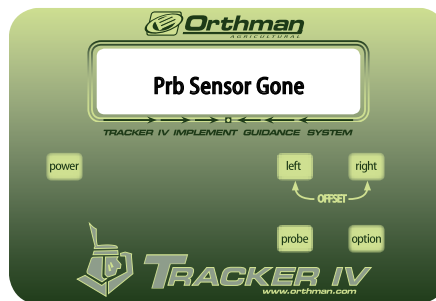 Orthman
AGRICULTURAL
Prb Sensor Gone
TRACKER IV IMPLEMENT GUIDANCE SYSTEM
power
left
right
OFFSET
probe
option
TRACKER IV
www.orthman.com